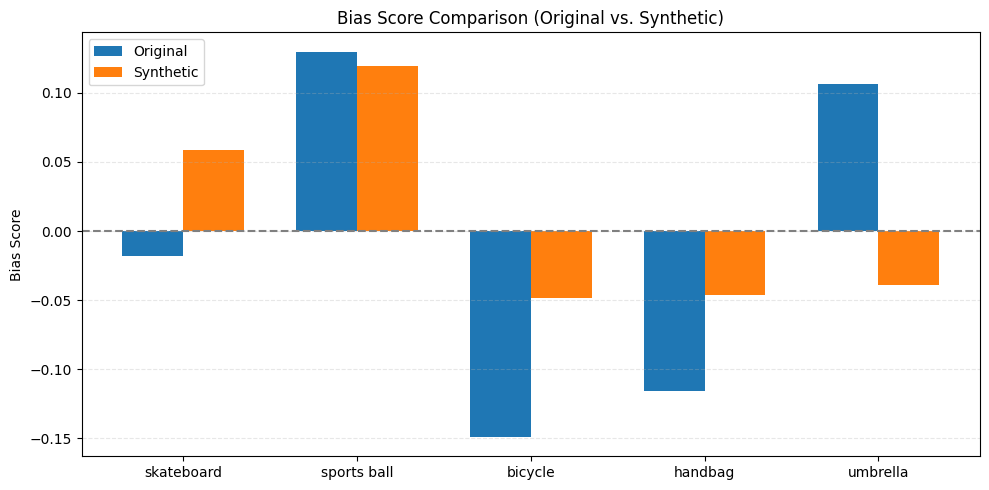 Bias Score Comparison (Original vs. Synthetic)
Original
Synthetic
Bias Score
0.10
0.05
0.00
−0.05
−0.10
−0.15
skateboard
sports ball
bicycle
handbag
umbrella